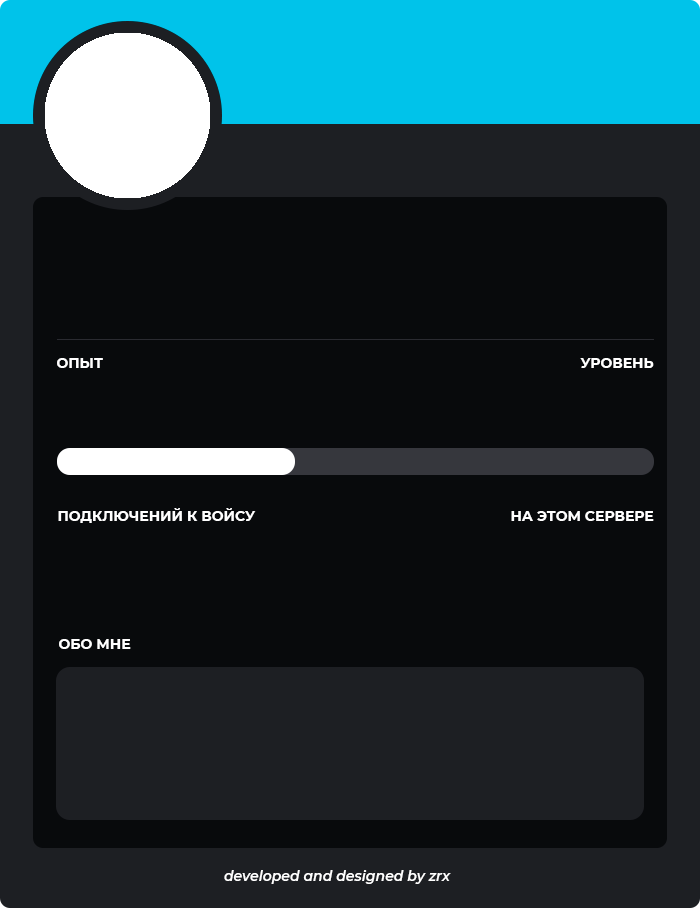 ОПЫТ
УРОВЕНЬ
ПОДКЛЮЧЕНИЙ К ВОЙСУ
НА ЭТОМ СЕРВЕРЕ
ОБО МНЕ
developed and designed by zrx